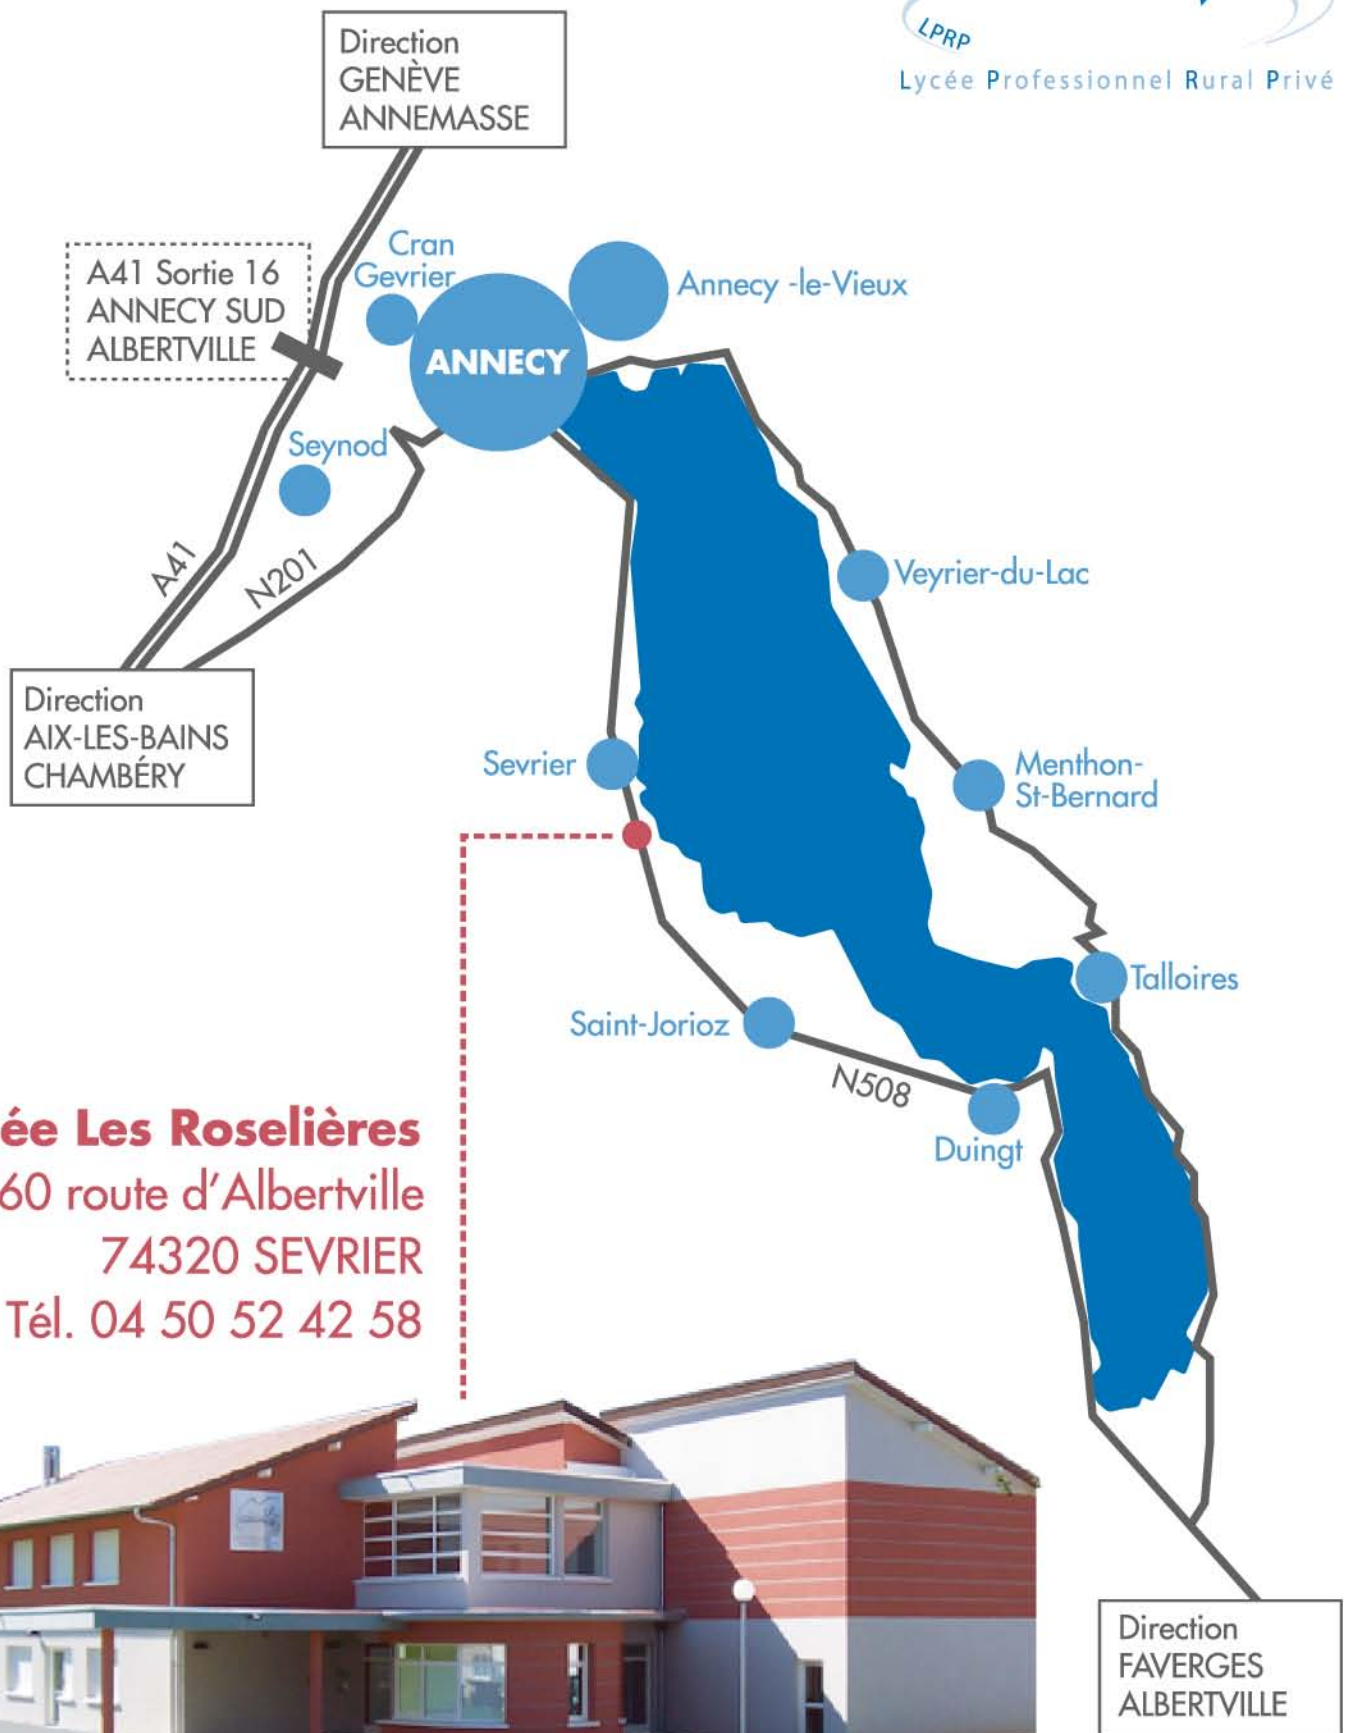 LPRP
Lycée Professionnel Rural Privé
Direction
GENÈVE
ANNEMASSE
A41 Sortie 16
ANNECY SUD
ALBERTVILLE
Cran
Gevrier
Annecy -le-Vieux
ANNECY
Seynod
A41
N201
Veyrier-du-Lac
Direction
AIX-LES-BAINS
CHAMBÉRY
Sevrier
Menthon-
St-Bernard
Talloires
Saint-Jorioz
N508
Duingt
ée Les Roselières
60 route d'Albertville
74320 SEVRIER
Tél. 04 50 52 42 58
Direction
FAVERGES
ALBERTVILLE